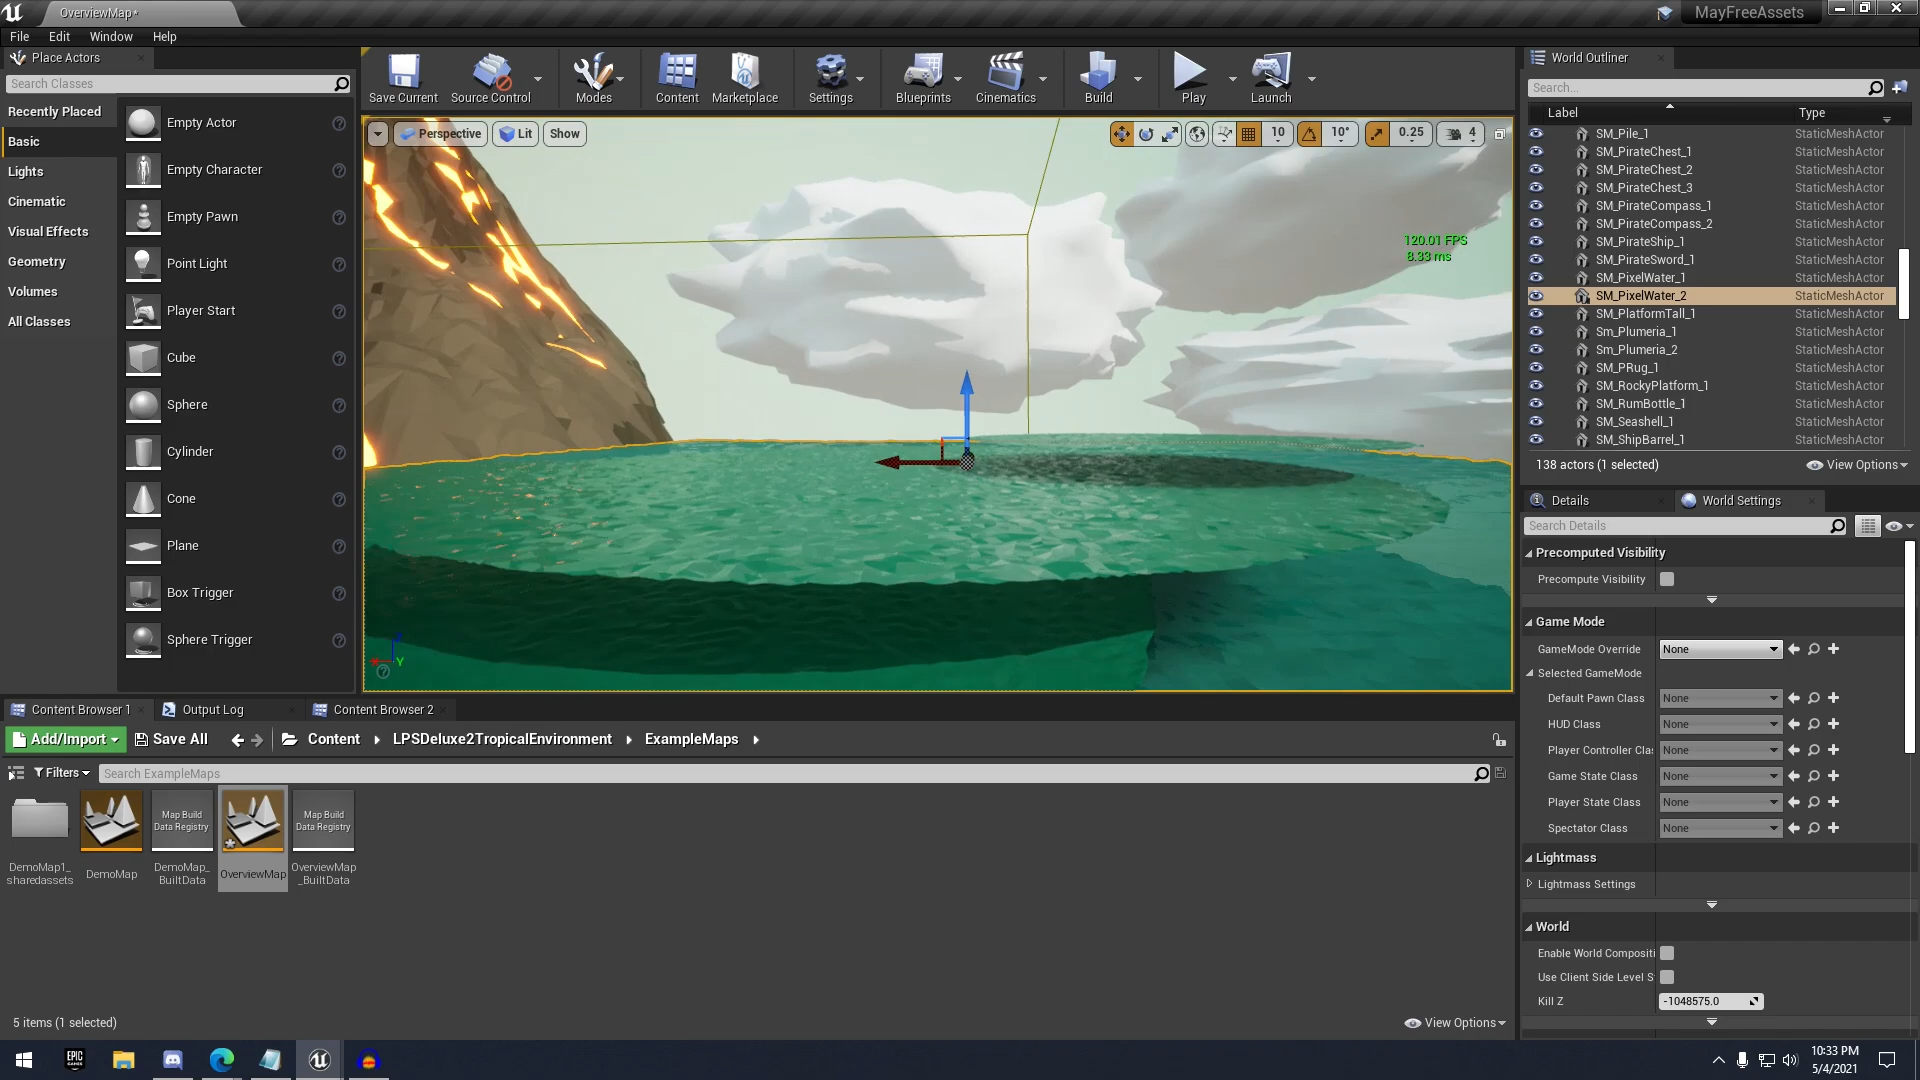 OverviewMap*
MayFreeAssets
File Edit Window Help
Place Actors
Search Classes
Recently Placed
Basic
Lights
Cinematic
Visual Effects
Geometry
Volumes
All Classes
Empty Actor
Empty Character
Empty Pawn
Point Light
Player Start
Cube
Sphere
Cylinder
Cone
Plane
Box Trigger
Sphere Trigger
Save Current
Source Control
Modes
Content
Marketplace
Settings
Blueprints
Cinematics
Build
Play
Launch
Perspective
Lit
Show
10
10°
0.25
4
120.01 FPS
8.33 ms
Y
World Outliner
Search...
Label Type
SM_Pile_1 StaticMeshActor
SM_PirateChest_1 StaticMeshActor
SM_PirateChest_2 StaticMeshActor
SM_PirateChest_3 StaticMeshActor
SM_PirateCompass_1 StaticMeshActor
SM_PirateCompass_2 StaticMeshActor
SM_PirateShip_1 StaticMeshActor
SM_PirateSword_1 StaticMeshActor
SM_PixelWater_1 StaticMeshActor
SM_PixelWater_2 StaticMeshActor
SM_PlatformTall_1 StaticMeshActor
Sm_Plumeria_1 StaticMeshActor
Sm_Plumeria_2 StaticMeshActor
SM_PRug_1 StaticMeshActor
SM_RockyPlatform_1 StaticMeshActor
SM_RumBottle_1 StaticMeshActor
SM_Seashell_1 StaticMeshActor
SM_ShipBarrel_1 StaticMeshActor
138 actors (1 selected)
View Options
Details
World Settings
Search Details
Precomputed Visibility
Precompute Visibility
Game Mode
GameMode Override None
Selected GameMode
Default Pawn Class None
HUD Class None
Player Controller Clas None
Game State Class None
Player State Class None
Spectator Class None
Lightmass
Lightmass Settings
World
Enable World Compositi
Use Client Side Level S
Kill Z -1048575.0
Content Browser 1
Output Log
Content Browser 2
Add/Import
Save All
Content
LPSDeluxe2TropicalEnvironment
ExampleMaps
Filters
Search ExampleMaps
Map Build
Data Registry
Map Build
Data Registry
DemoMap1_
sharedassets
DemoMap
DemoMap_
BuiltData
OverviewMap
OverviewMap
_BuiltData
5 items (1 selected)
View Options
EPIC
GAMES
10:33 PM
5/4/2021